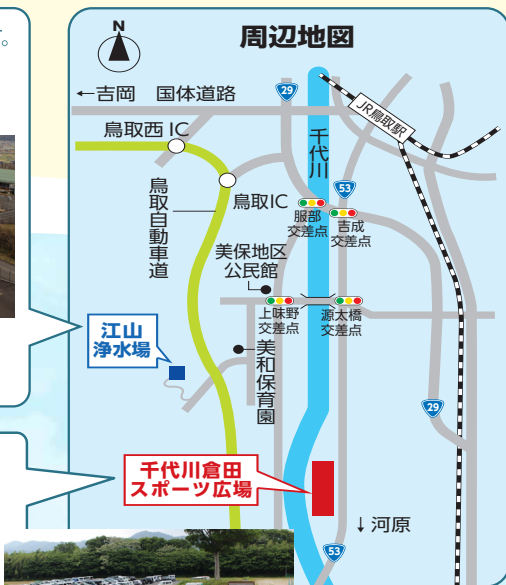 。
N
周辺地図
←吉岡 国体道路
29
JR鳥取駅
鳥取西IC
千代川
53
鳥取自動車道
鳥取IC
服部
交差点
吉成
交差点
美保地区
公民館
上味野
交差点
源太橋
交差点
江山
浄水場
美和保育園
29
千代川倉田
スポーツ広場
↓河原
53